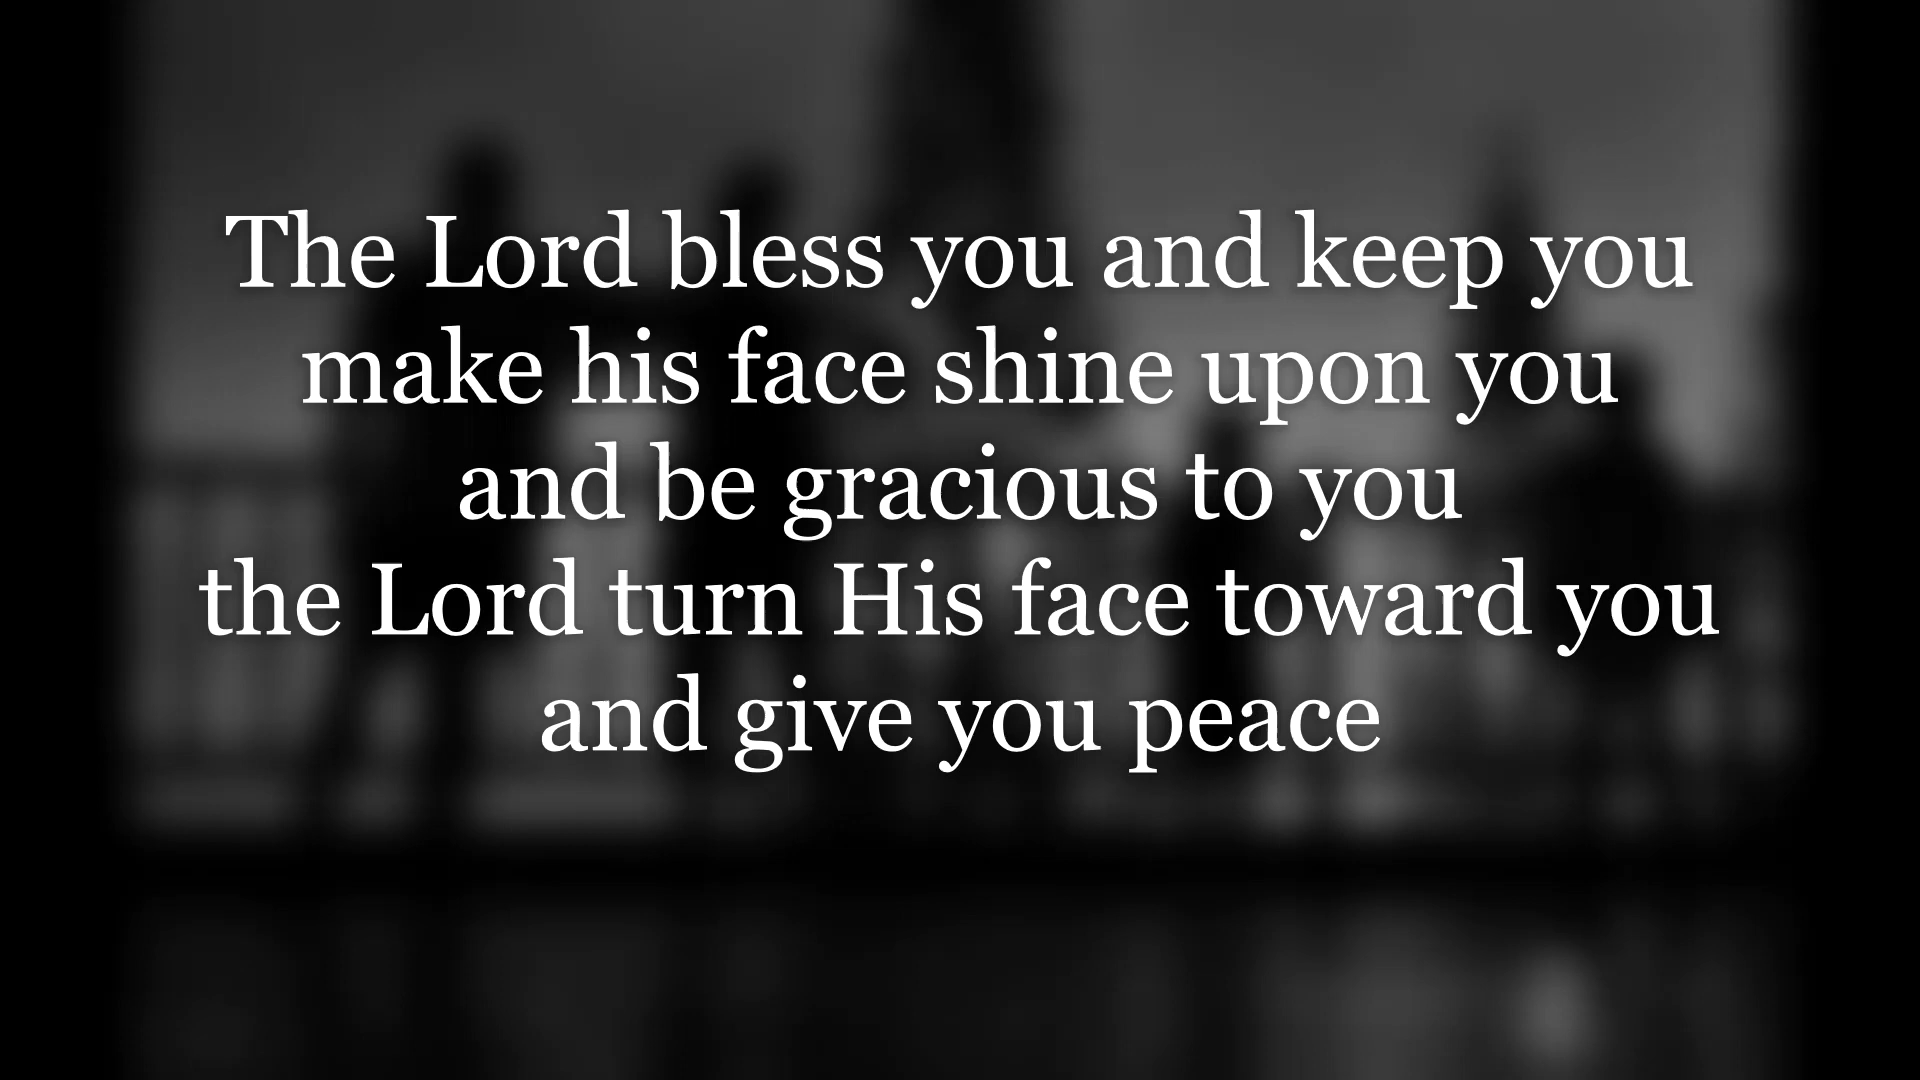 The Lord bless you and keep you
make his face shine upon you
and be gracious to you
the Lord turn His face toward you
and give you peace